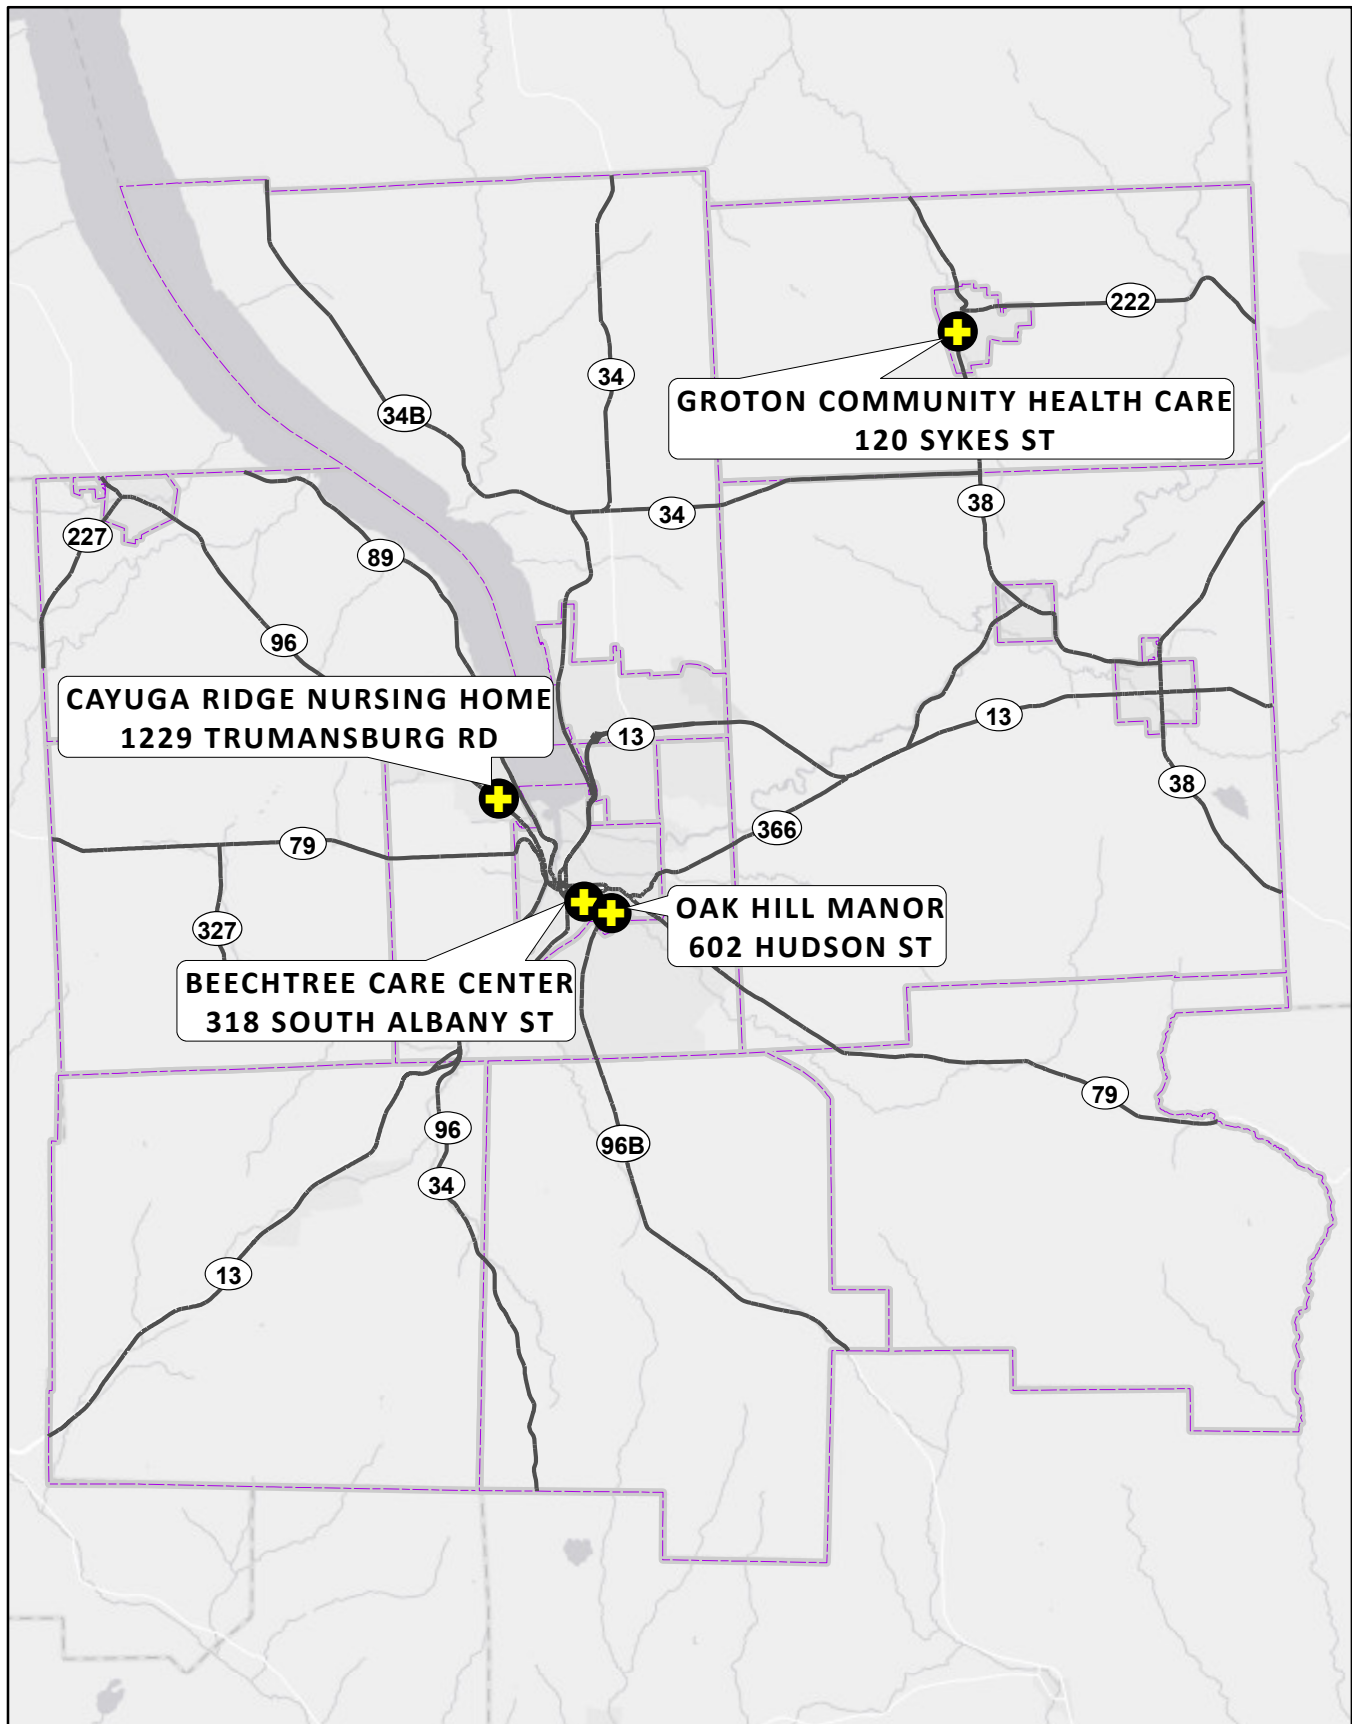 222
34
34B
GROTON COMMUNITY HEALTH CARE
120 SYKES ST
38
34
227
89
96
CAYUGA RIDGE NURSING HOME
1229 TRUMANSBURG RD
13
13
38
366
79
OAK HILL MANOR
602 HUDSON ST
327
BEECHTREE CARE CENTER
318 SOUTH ALBANY ST
79
96
96B
34
13